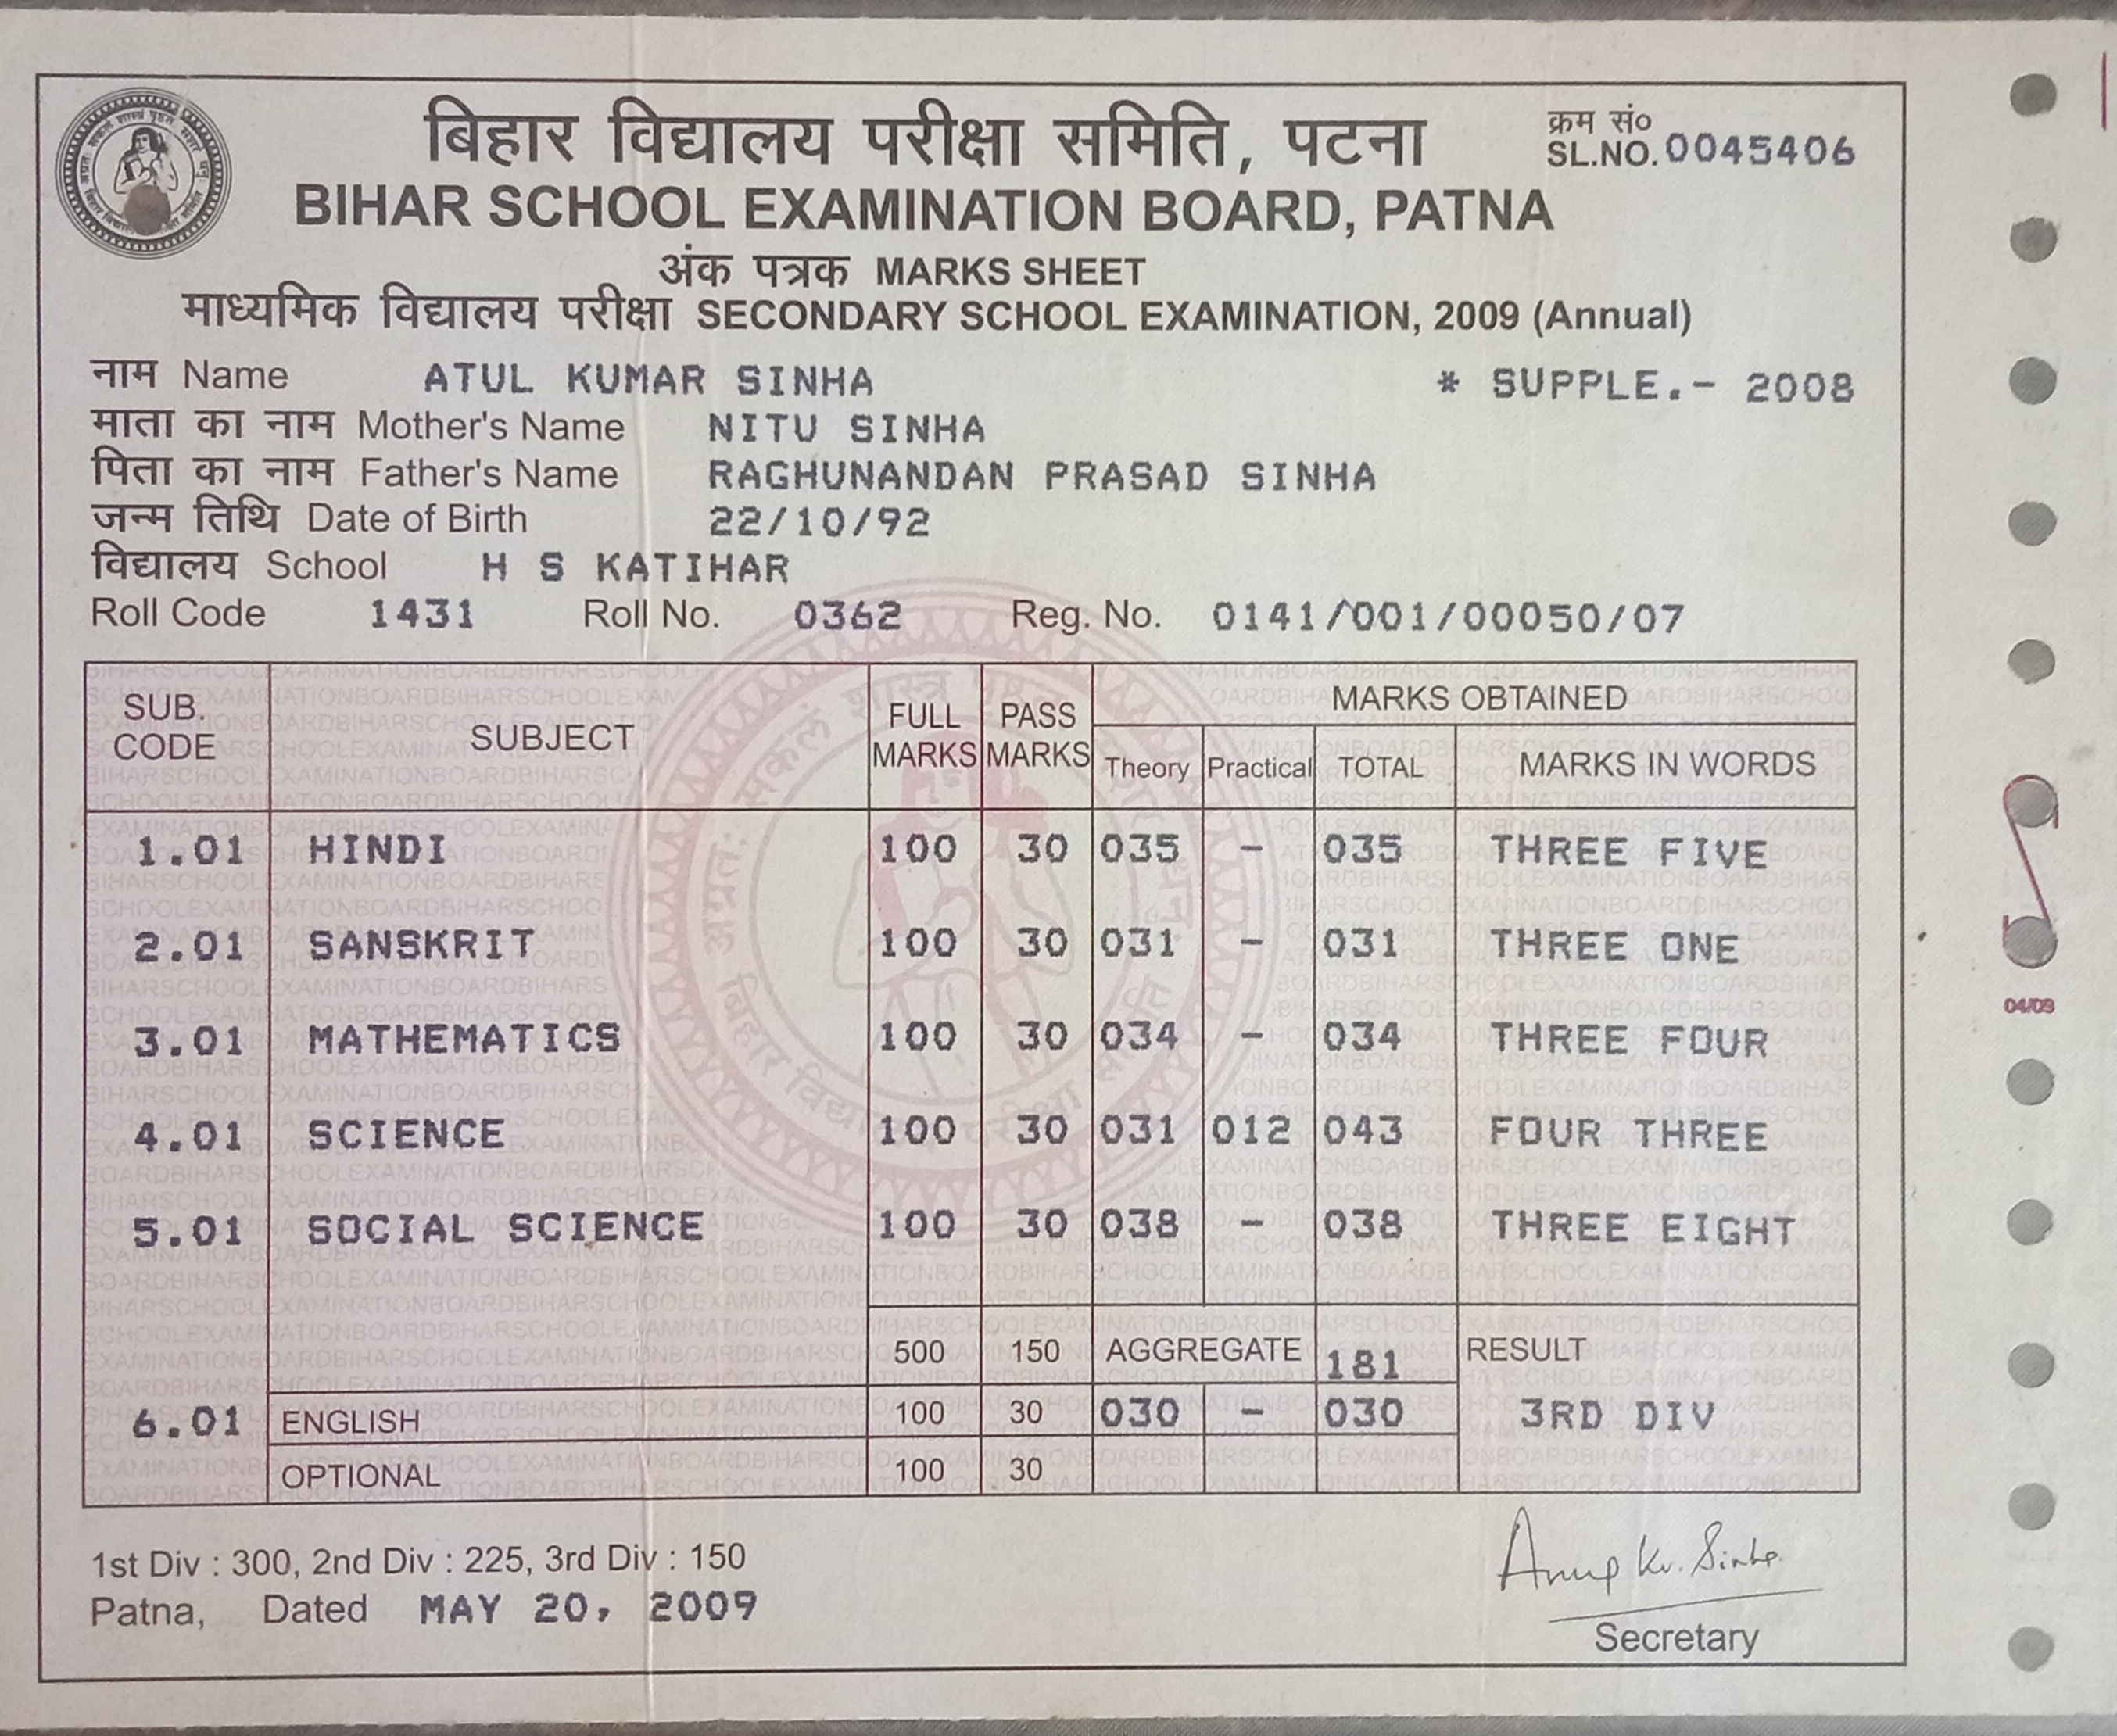 बिहार विद्यालय परीक्षा समिति, पटना
क्रम सं०
SL.NO. 0045406
BIHAR SCHOOL EXAMINATION BOARD, PATNA
अंक पत्रक MARKS SHEET
माध्यमिक विद्यालय परीक्षा SECONDARY SCHOOL EXAMINATION, 2009 (Annual)
नाम Name ATUL KUMAR SINHA * SUPPLE.- 2008
माता का नाम Mother's Name NITU SINHA
पिता का नाम Father's Name RAGHUNANDAN PRASAD SINHA
जन्म तिथि Date of Birth 22/10/92
विद्यालय School H S KATIHAR
Roll Code 1431 Roll No. 0362 Reg. No. 0141/001/00050/07
SUB. CODE SUBJECT FULL MARKS PASS MARKS MARKS OBTAINED
Theory Practical TOTAL MARKS IN WORDS
1.01 HINDI 100 30 035 - 035 THREE FIVE
2.01 SANSKRIT 100 30 031 - 031 THREE ONE
3.01 MATHEMATICS 100 30 034 - 034 THREE FOUR
4.01 SCIENCE 100 30 031 012 043 FOUR THREE
5.01 SOCIAL SCIENCE 100 30 038 - 038 THREE EIGHT
500 150 AGGREGATE 181 RESULT
6.01 ENGLISH 100 30 030 - 030 3RD DIV
OPTIONAL 100 30
1st Div : 300, 2nd Div : 225, 3rd Div : 150
Patna, Dated MAY 20, 2009
Anup Kr. Sinha
Secretary
04/09